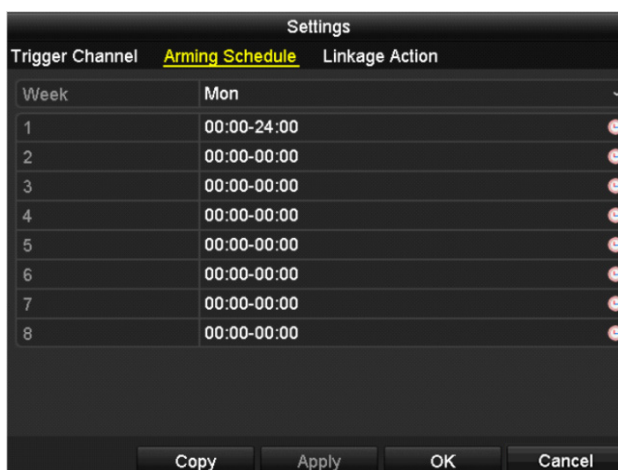 Settings
Trigger Channel Arming Schedule Linkage Action
Week Mon
1 00:00-24:00
2 00:00-00:00
3 00:00-00:00
4 00:00-00:00
5 00:00-00:00
6 00:00-00:00
7 00:00-00:00
8 00:00-00:00
Copy Apply OK Cancel